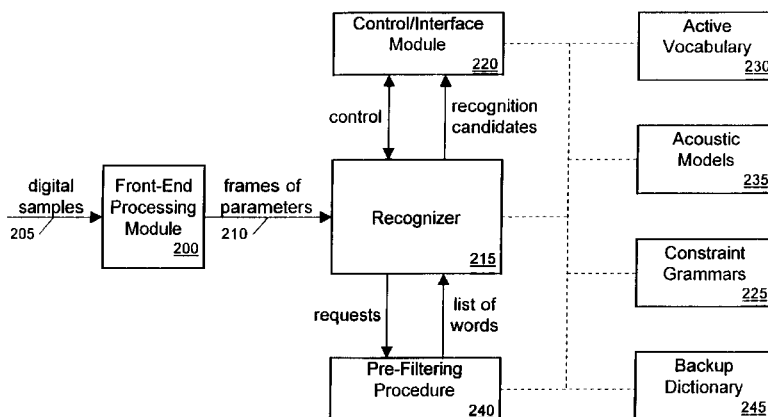 Control/Interface
Module
220
Active
Vocabulary
230
control
recognition
candidates
Acoustic
Models
235
digital
samples
205
Front-End
Processing
Module
200
frames of
parameters
210
Recognizer
215
Constraint
Grammars
225
requests
list of
words
Pre-Filtering
Procedure
240
Backup
Dictionary
245